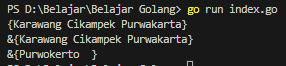 PS D:\Belajar\Belajar Golang> go run index.go
{Karawang Cikampek Purwakarta}
&{Karawang Cikampek Purwakarta}
&{Purwokerto  }